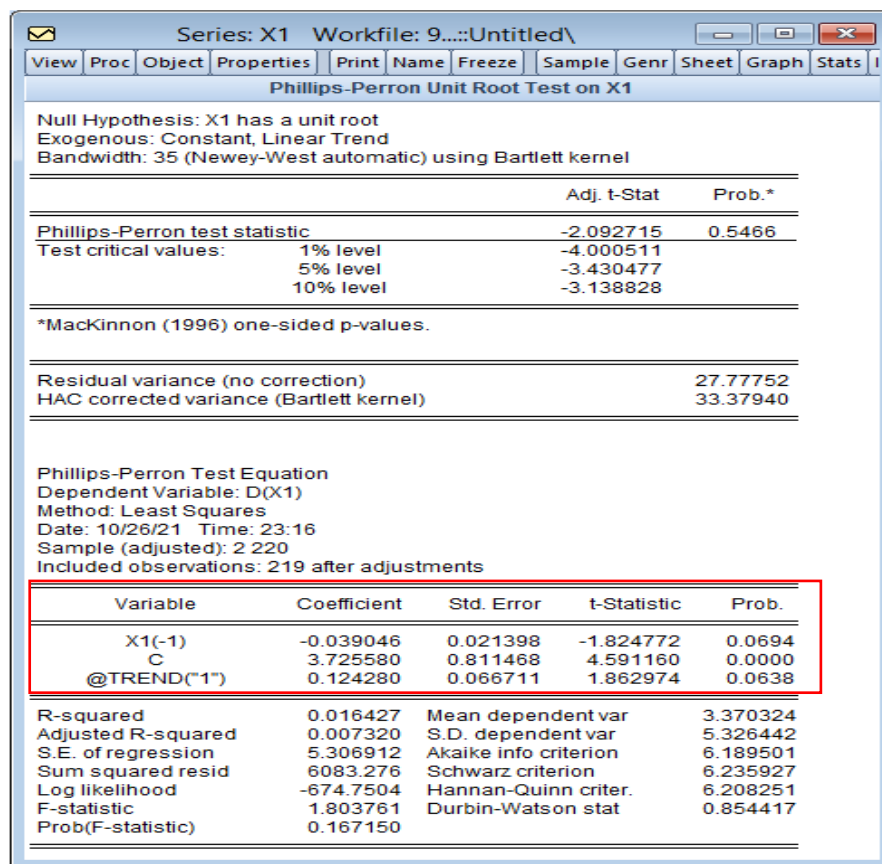 Series: X1 Workfile: 9...::Untitled\
View Proc Object Properties Print Name Freeze Sample Genr Sheet Graph Stats I
Phillips-Perron Unit Root Test on X1
Null Hypothesis: X1 has a unit root
Exogenous: Constant, Linear Trend
Bandwidth: 35 (Newey-West automatic) using Bartlett kernel
Adj. t-Stat Prob.*
Phillips-Perron test statistic -2.092715 0.5466
Test critical values: 1% level -4.000511
5% level -3.430477
10% level -3.138828
*MacKinnon (1996) one-sided p-values.
Residual variance (no correction) 27.77752
HAC corrected variance (Bartlett kernel) 33.37940
Phillips-Perron Test Equation
Dependent Variable: D(X1)
Method: Least Squares
Date: 10/26/21 Time: 23:16
Sample (adjusted): 2 220
Included observations: 219 after adjustments
Variable Coefficient Std. Error t-Statistic Prob.
X1(-1) -0.039046 0.021398 -1.824772 0.0694
C 3.725580 0.811468 4.591160 0.0000
@TREND("1") 0.124280 0.066711 1.862974 0.0638
R-squared 0.016427 Mean dependent var 3.370324
Adjusted R-squared 0.007320 S.D. dependent var 5.326442
S.E. of regression 5.306912 Akaike info criterion 6.189501
Sum squared resid 6083.276 Schwarz criterion 6.235927
Log likelihood -674.7504 Hannan-Quinn criter. 6.208251
F-statistic 1.803761 Durbin-Watson stat 0.854417
Prob(F-statistic) 0.167150